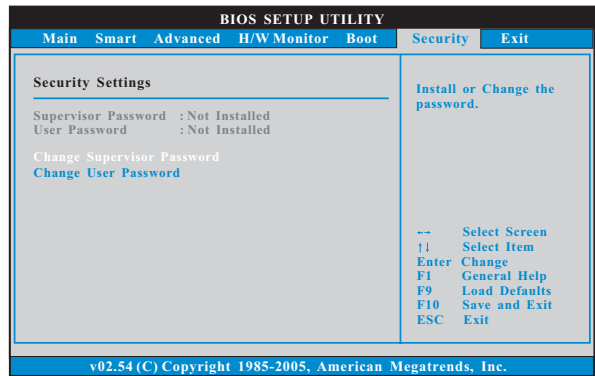 BIOS SETUP UTILITY
Main Smart Advanced H/W Monitor Boot Security Exit
Security Settings
Supervisor Password : Not Installed
User Password : Not Installed
Change Supervisor Password
Change User Password
Install or Change the
password.
←→ Select Screen
↑↓ Select Item
Enter Change
F1 General Help
F9 Load Defaults
F10 Save and Exit
ESC Exit
v02.54 (C) Copyright 1985-2005, American Megatrends, Inc.